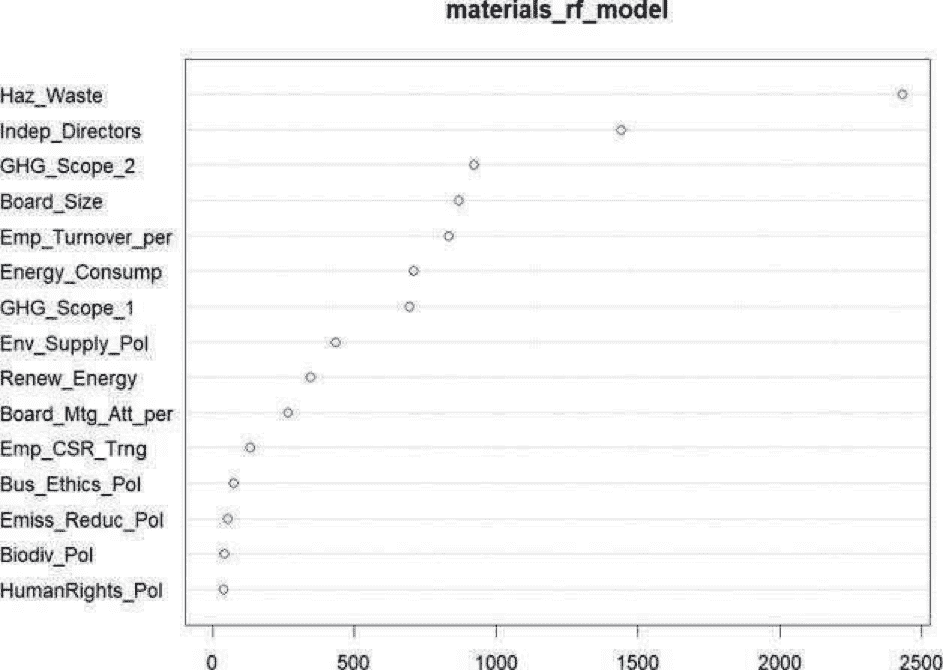 materials_rf_model
Haz_Waste
Indep_Directors
GHG_Scope_2
Board_Size
Emp_Turnover_per
Energy_Consump
GHG_Scope_1
Env_Supply_Pol
Renew_Energy
Board_Mtg_Att_per
Emp_CSR_Trng
Bus_Ethics_Pol
Emiss_Reduc_Pol
Biodiv_Pol
HumanRights_Pol
0 500 1000 1500 2000 2500